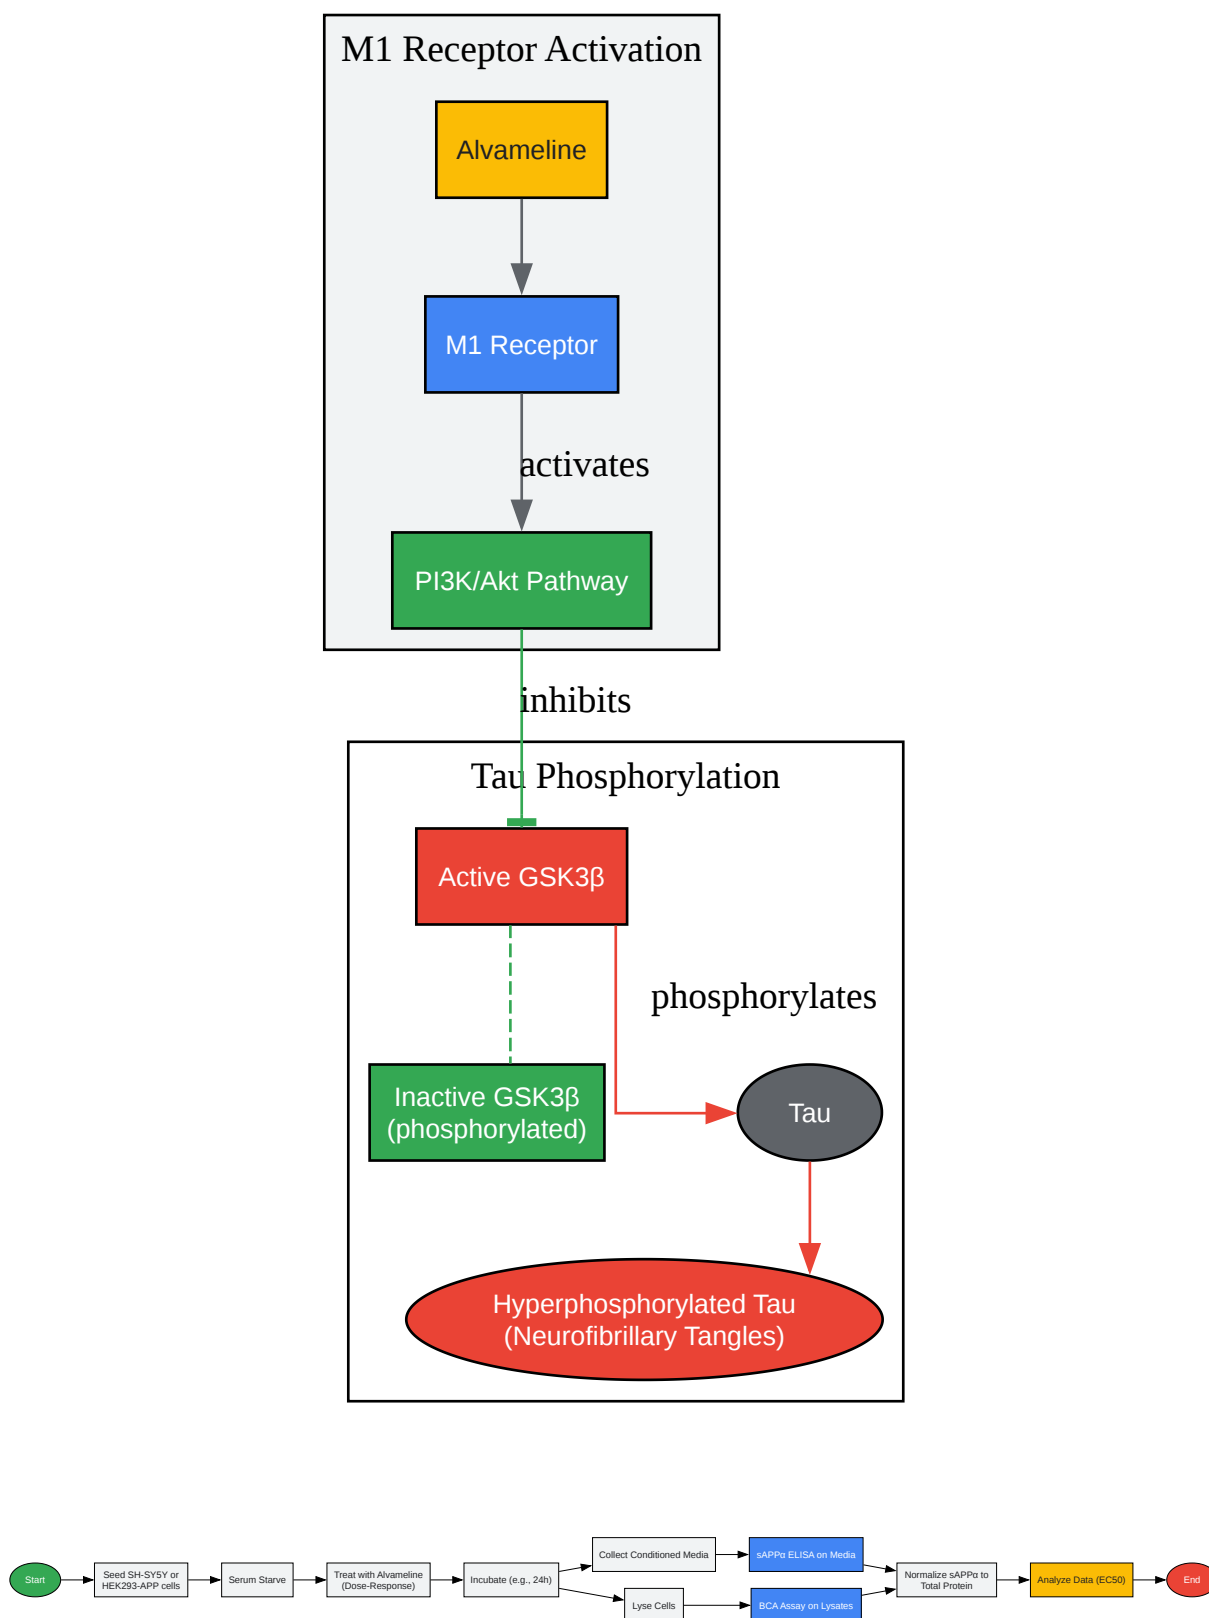 M1 Receptor Activation
Alvameline
M1 Receptor
activates
PI3K/Akt Pathway
inhibits
Tau Phosphorylation
Active GSK3β
phosphorylates
Inactive GSK3β
(phosphorylated)
Tau
Hyperphosphorylated Tau
(Neurofibrillary Tangles)
Start
Seed SH-SY5Y or
HEK293-APP cells
Serum Starve
Treat with Alvameline
(Dose-Response)
Incubate (e.g., 24h)
Collect Conditioned Media
sAPPα ELISA on Media
Lyse Cells
BCA Assay on Lysates
Normalize sAPPα to
Total Protein
Analyze Data (EC50)
End